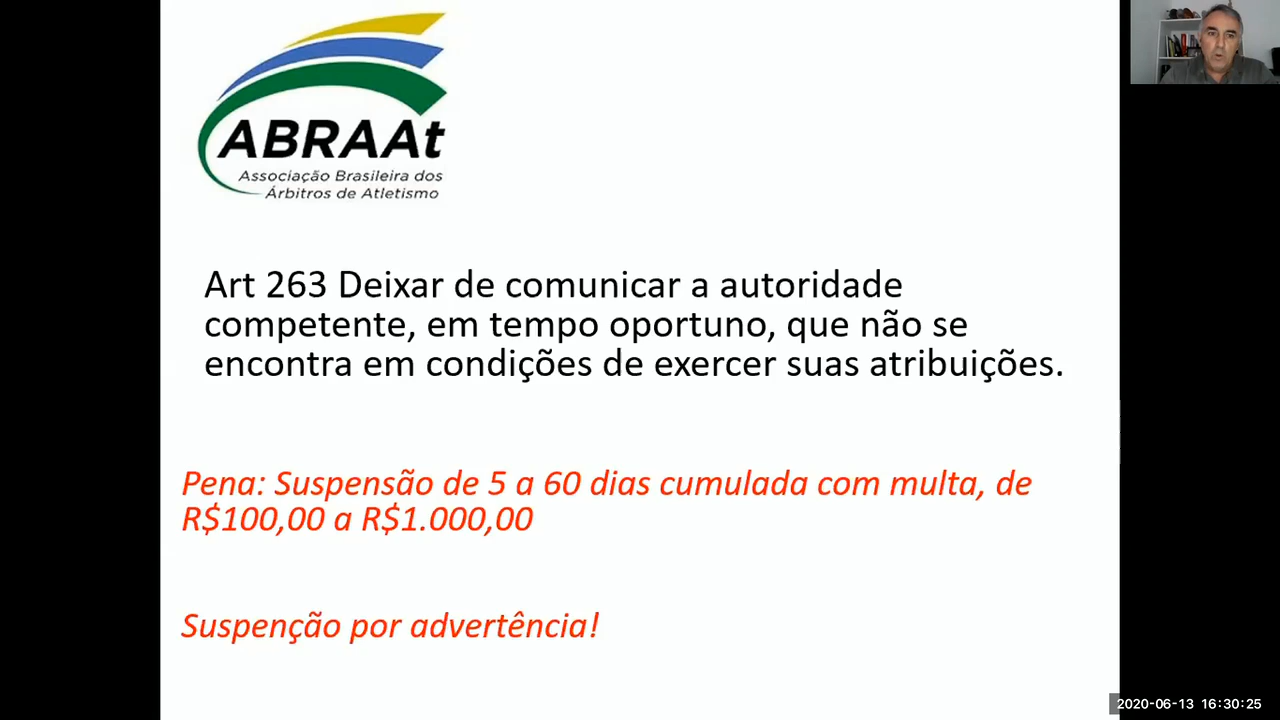 ABRAAt
Associação Brasileira dos
Árbitros de Atletismo
Art 263 Deixar de comunicar a autoridade
competente, em tempo oportuno, que não se
encontra em condições de exercer suas atribuições.
Pena: Suspensão de 5 a 60 dias cumulada com multa, de
R$100,00 a R$1.000,00
Suspenção por advertência!
2020-06-13 16:30:25